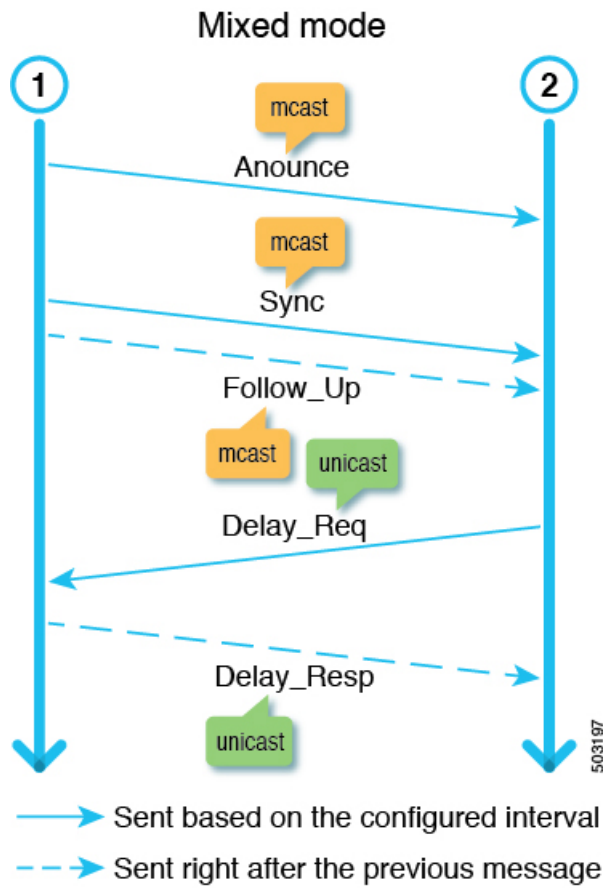 Mixed mode
1
2
mcast
Anounce
mcast
Sync
Follow_Up
mcast
unicast
Delay_Req
Delay_Resp
unicast
503197
Sent based on the configured interval
Sent right after the previous message